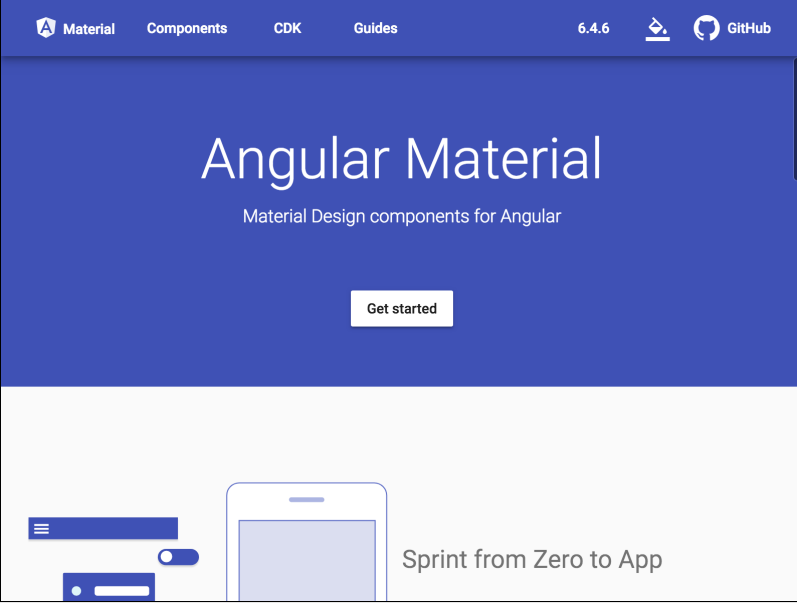 Material Components CDK Guides 6.4.6 GitHub
Angular Material
Material Design components for Angular
Get started
Sprint from Zero to App